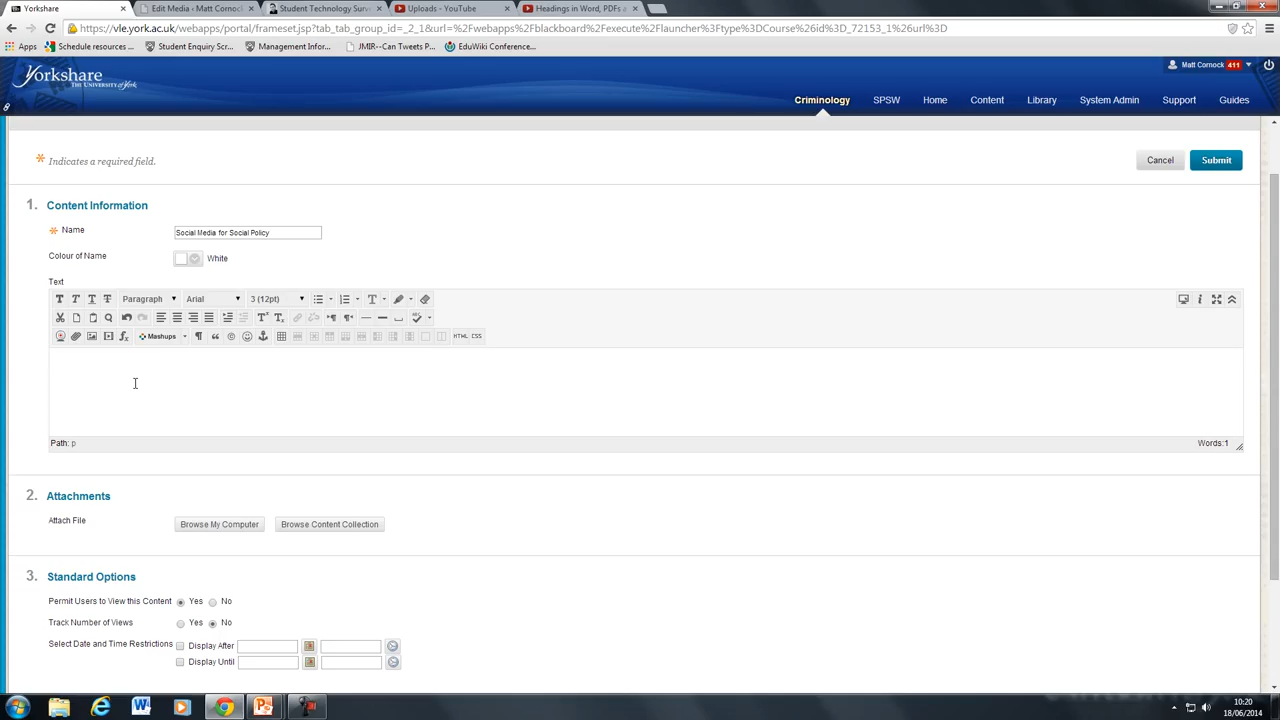 Yorkshare
Edit Media - Matt Cornock
Student Technology Surve
Uploads - YouTube
Headings in Word, PDFs a
https://vle.york.ac.uk/webapps/portal/frameset.jsp?tab_tab_group_id=_2_1&url=%2Fwebapps%2Fblackboard%2Fexecute%2Flauncher%3Ftype%3DCourse%26id%3D_72153_1%26url%3D
Apps
Schedule resources ...
Student Enquiry Scr...
Management Infor...
JMIR--Can Tweets P...
EduWiki Conference...
Yorkshare
THE UNIVERSITY of York
Matt Cornock 411
Criminology SPSW Home Content Library System Admin Support Guides
Indicates a required field.
Cancel Submit
1. Content Information
Name Social Media for Social Policy
Colour of Name White
Text
Paragraph Arial 3 (12pt)
Mashups HTML CSS
Path: p Words:1
2. Attachments
Attach File Browse My Computer Browse Content Collection
3. Standard Options
Permit Users to View this Content Yes No
Track Number of Views Yes No
Select Date and Time Restrictions Display After
Display Until
10:20
18/06/2014